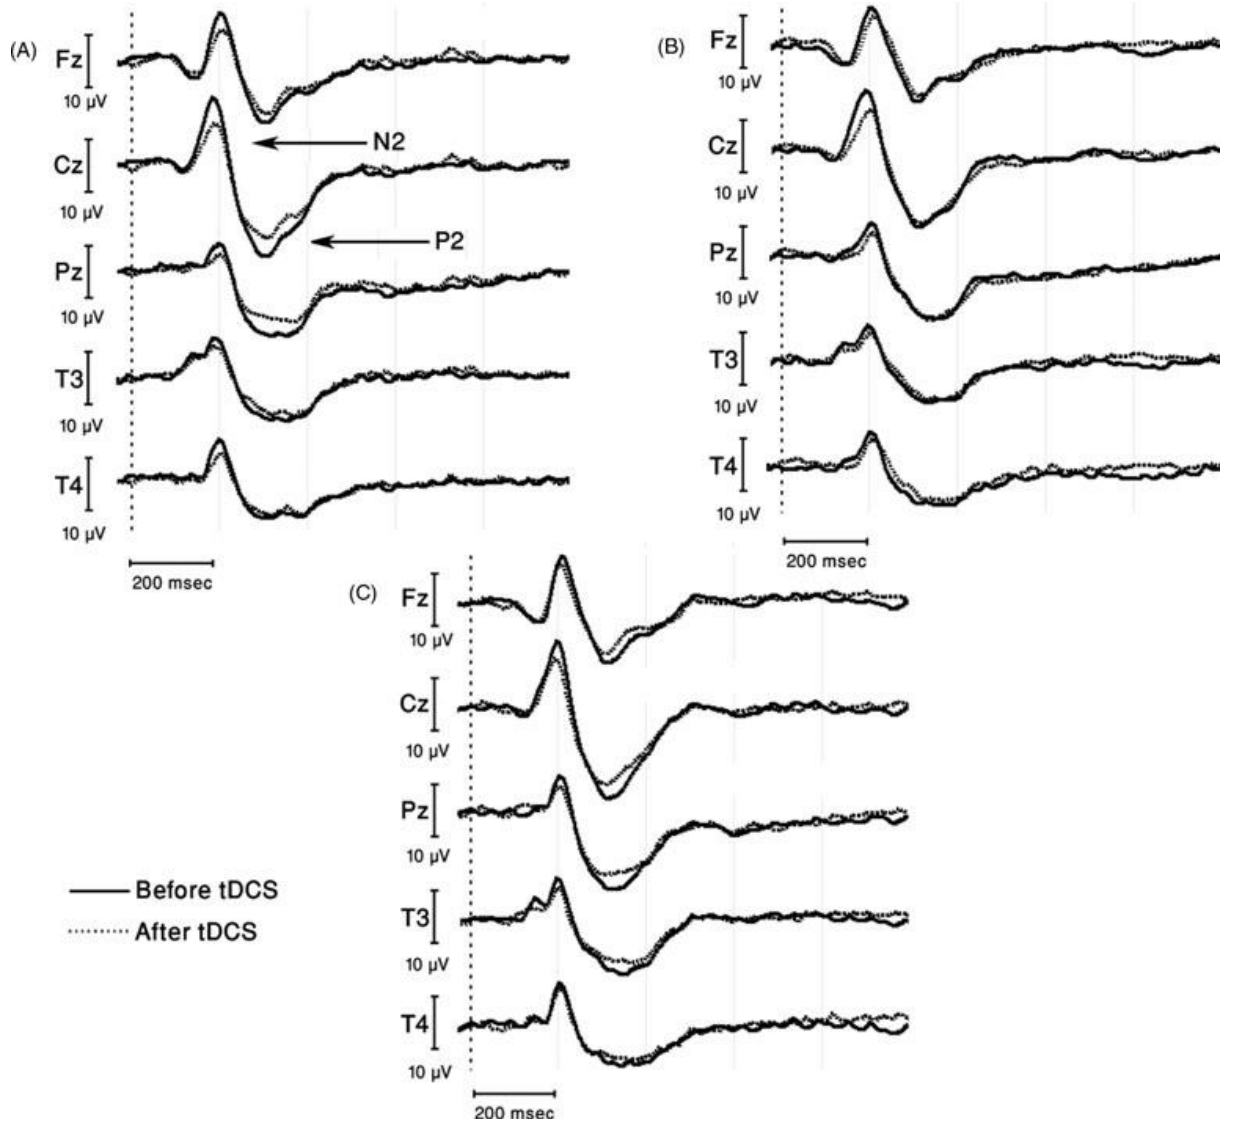 (A)
Fz
10 μV
Cz
10 μV
N2
Pz
10 μV
P2
T3
10 μV
T4
10 μV
200 msec
(B)
Fz
10 μV
Cz
10 μV
Pz
10 μV
T3
10 μV
T4
10 μV
200 msec
(C)
Fz
10 μV
Cz
10 μV
Pz
10 μV
T3
10 μV
T4
10 μV
200 msec
Before tDCS
After tDCS